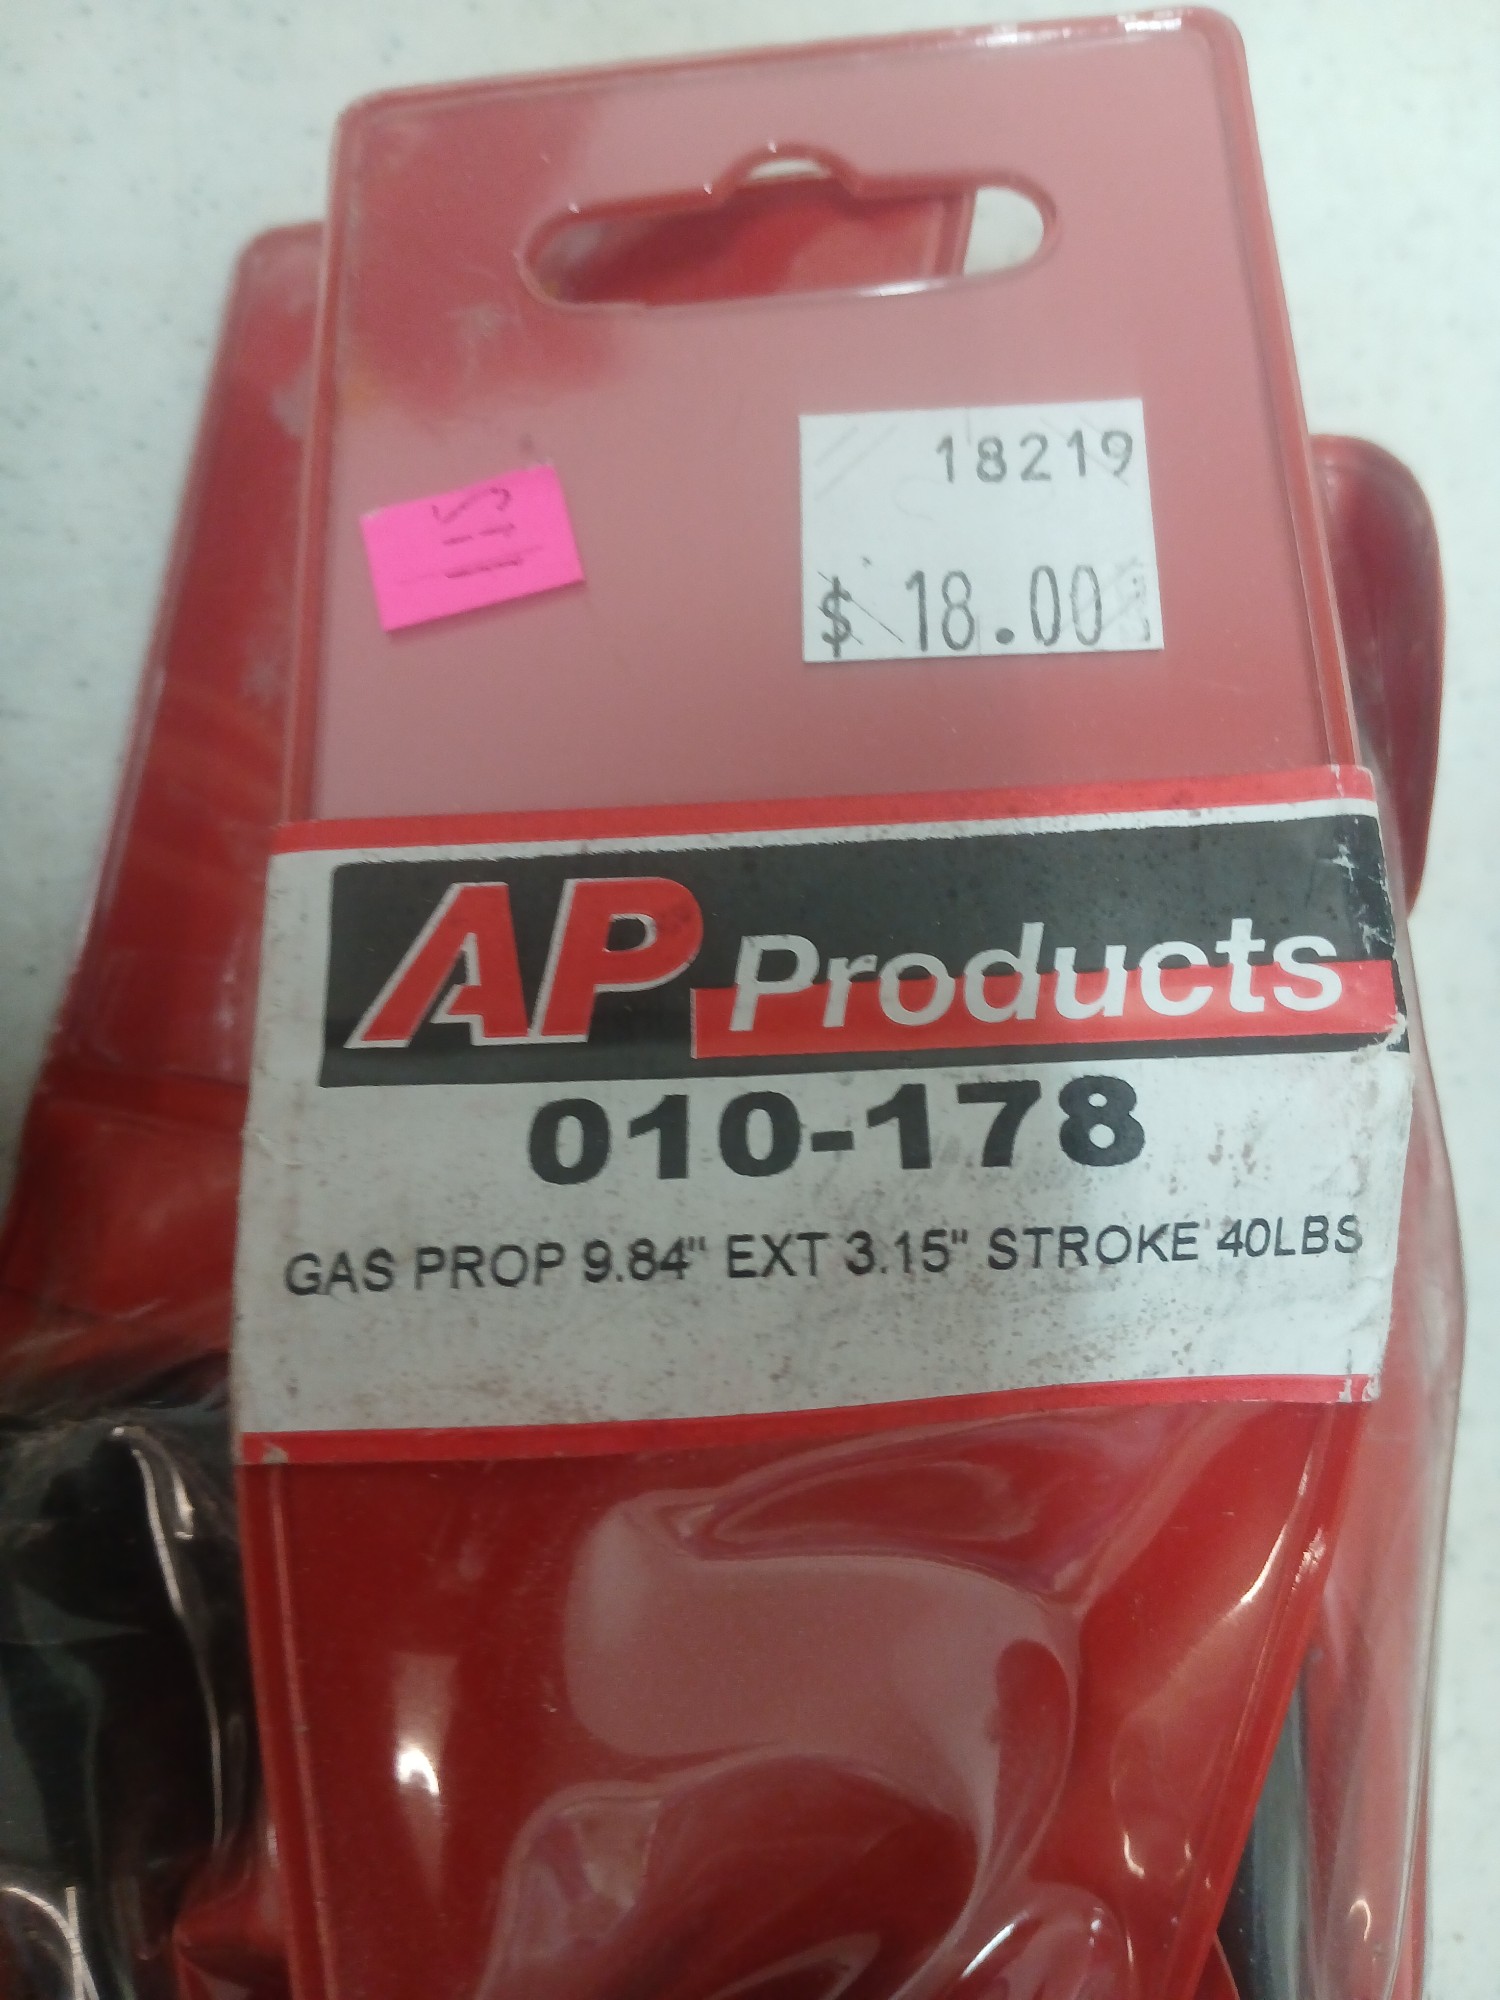 18219
$ 18.00
AP Products
010-178
GAS PROP 9.84" EXT 3.15" STROKE 40LBS